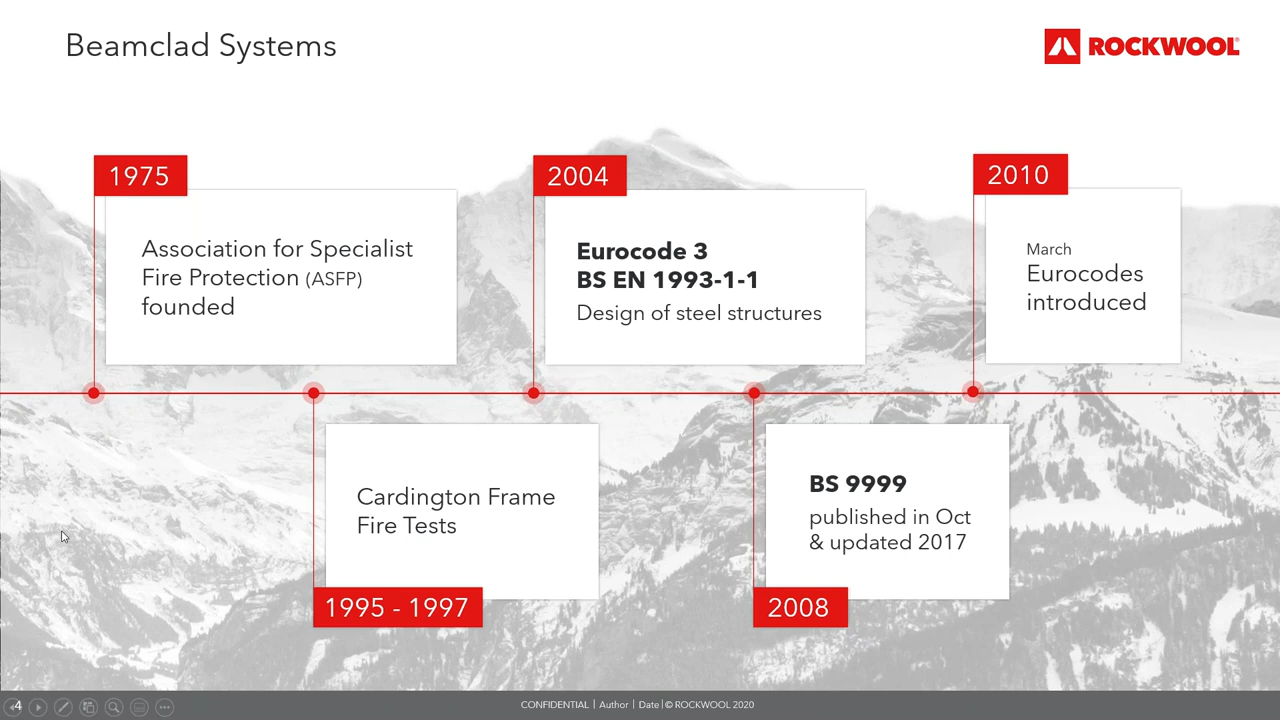 Beamclad Systems
ROCKWOOL®
1975
Association for Specialist
Fire Protection (ASFP)
founded
1995 - 1997
Cardington Frame
Fire Tests
2004
Eurocode 3
BS EN 1993-1-1
Design of steel structures
2008
BS 9999
published in Oct
& updated 2017
2010
March
Eurocodes
introduced
4
CONFIDENTIAL | Author | Date | © ROCKWOOL 2020